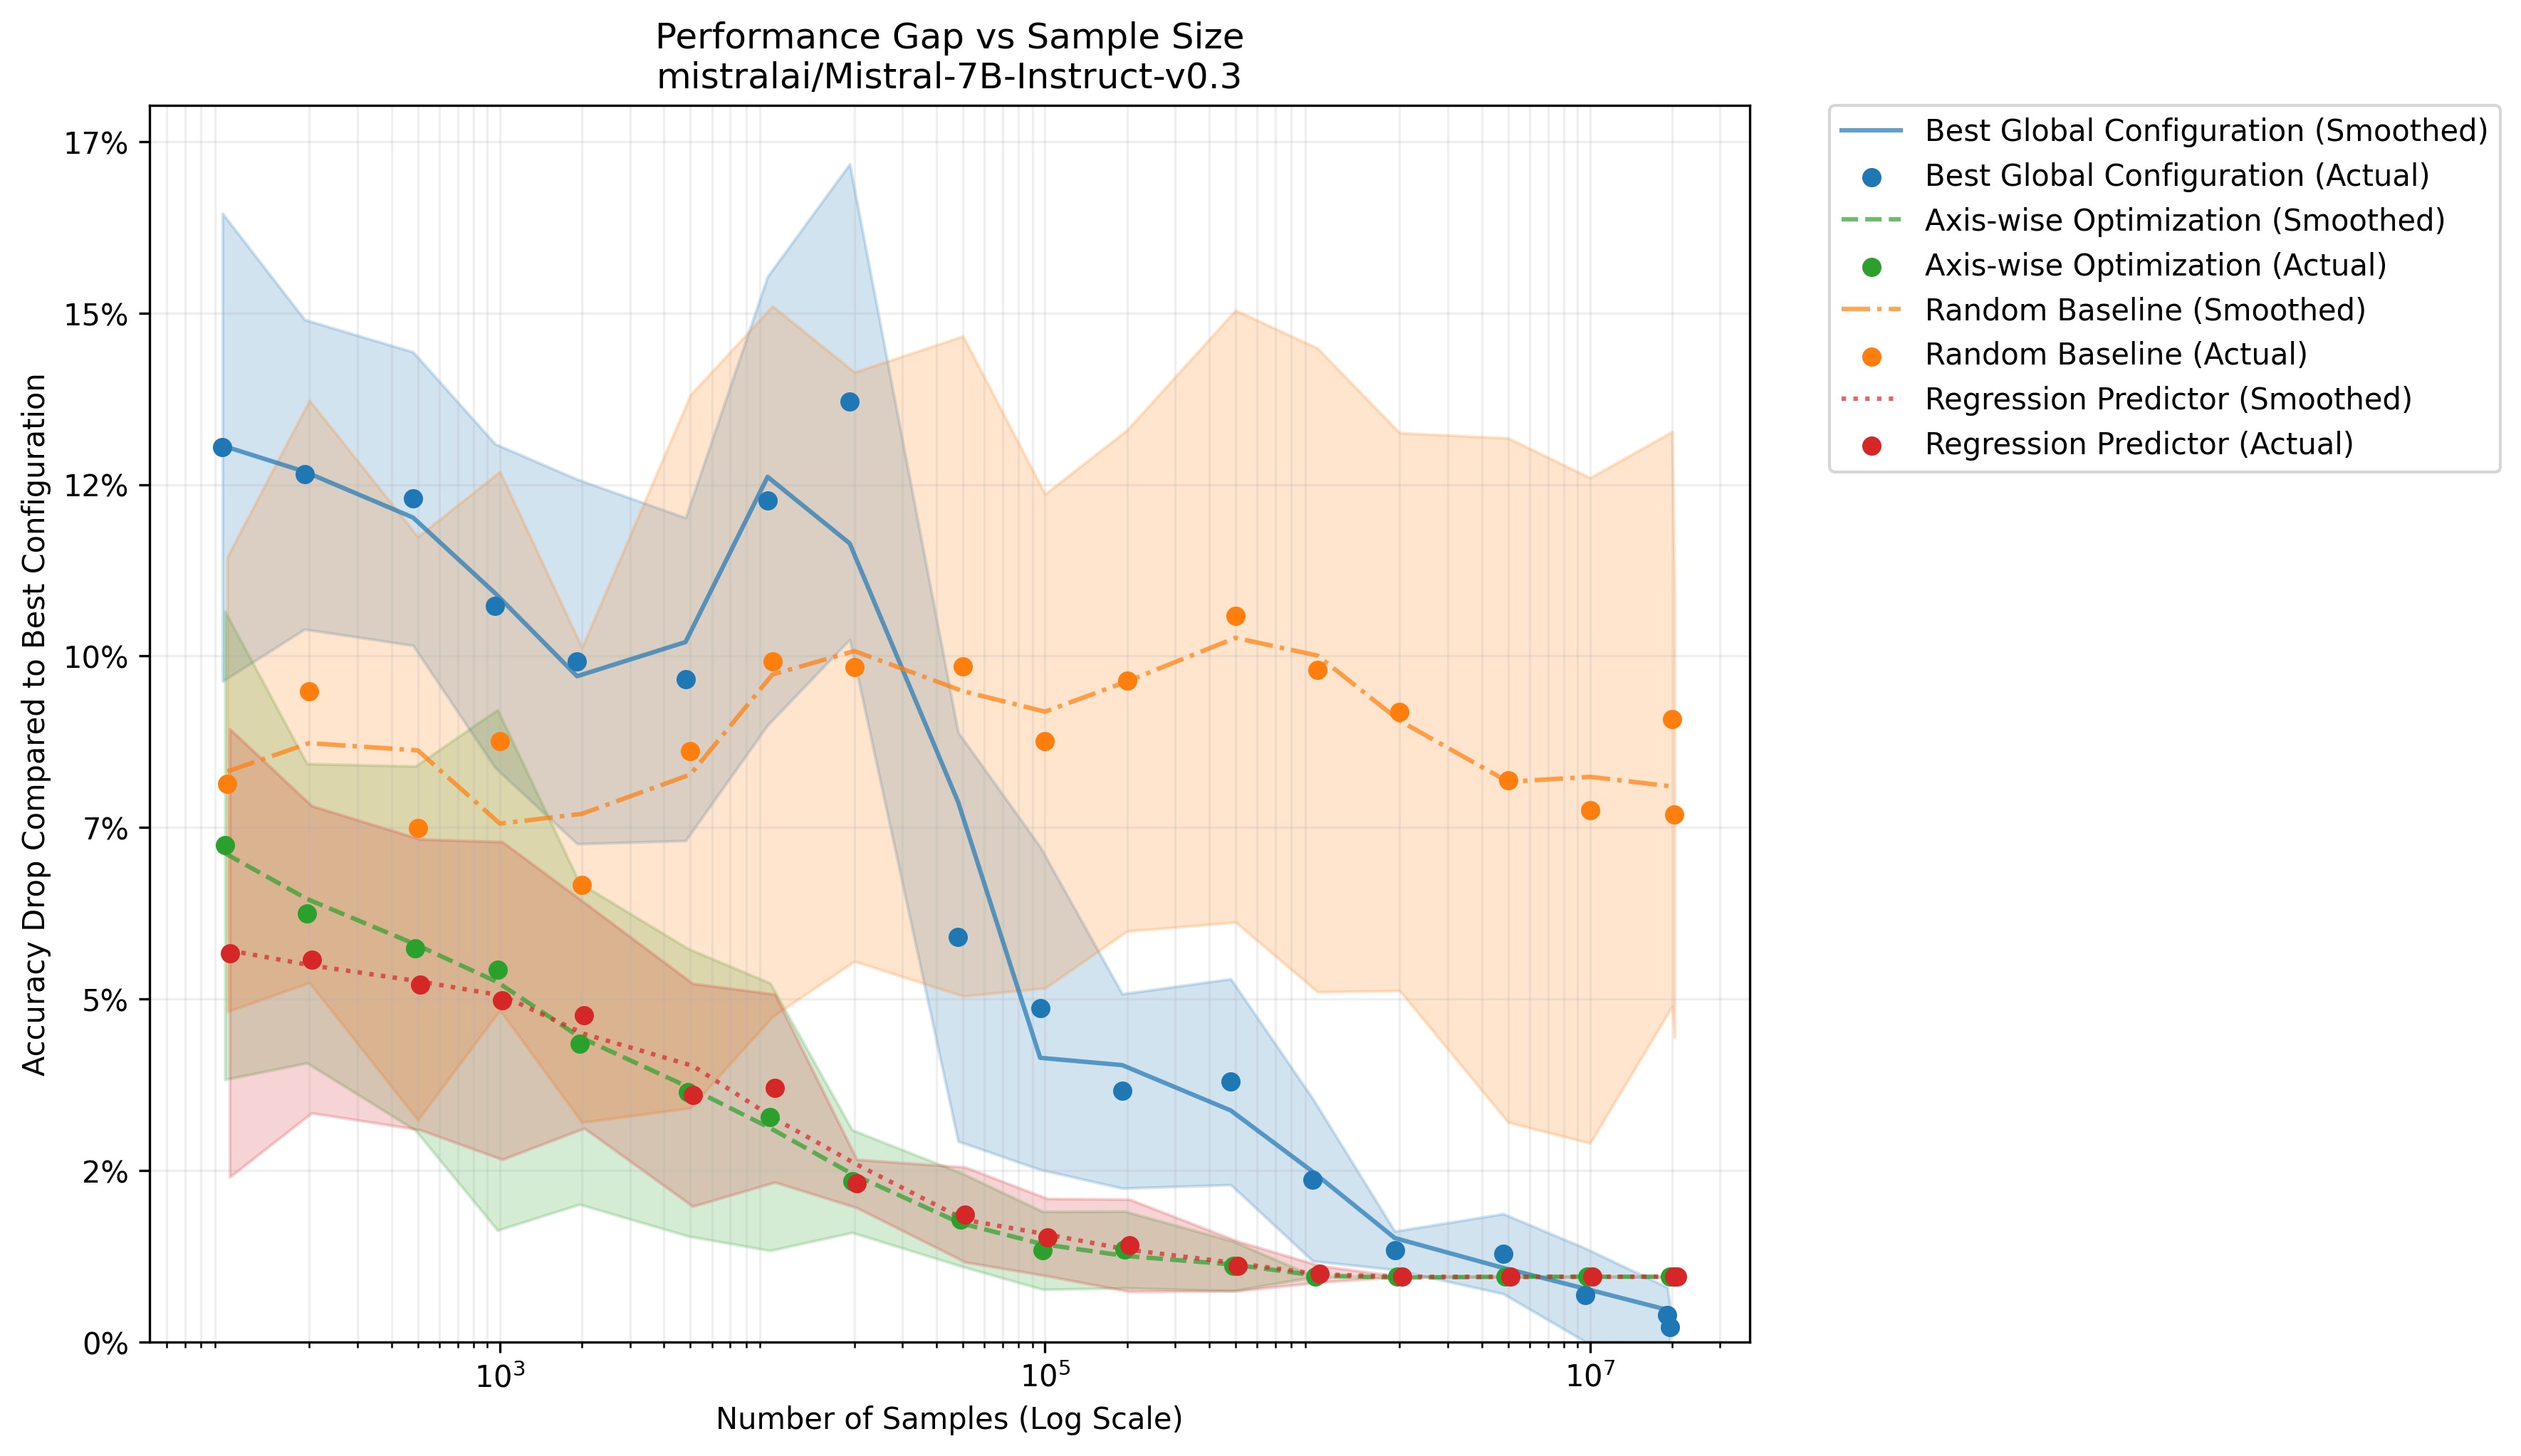 Performance Gap vs Sample Size
mistralai/Mistral-7B-Instruct-v0.3
Accuracy Drop Compared to Best Configuration
17%
15%
12%
10%
7%
5%
2%
0%
10³
10⁵
10⁷
Number of Samples (Log Scale)
Best Global Configuration (Smoothed)
Best Global Configuration (Actual)
Axis-wise Optimization (Smoothed)
Axis-wise Optimization (Actual)
Random Baseline (Smoothed)
Random Baseline (Actual)
Regression Predictor (Smoothed)
Regression Predictor (Actual)